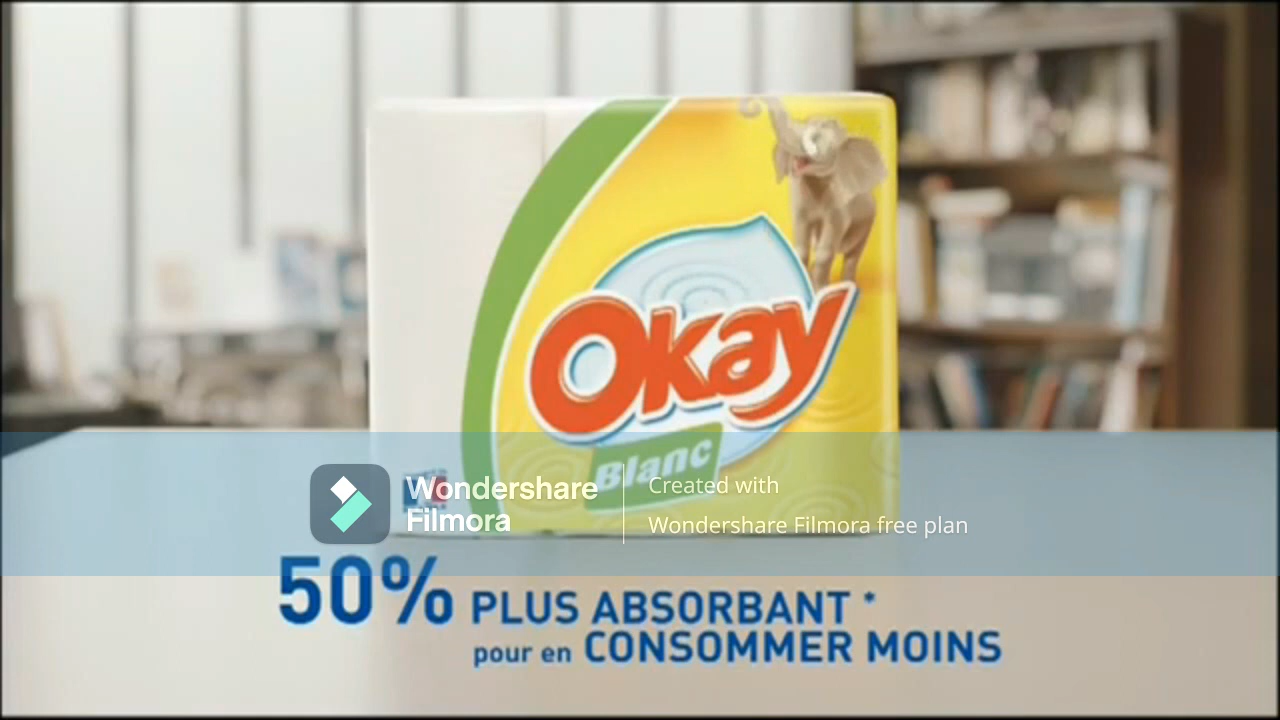 Okay
Blanc
Wondershare
Filmora
Created with
Wondershare Filmora free plan
50% PLUS ABSORBANT *
pour en CONSOMMER MOINS